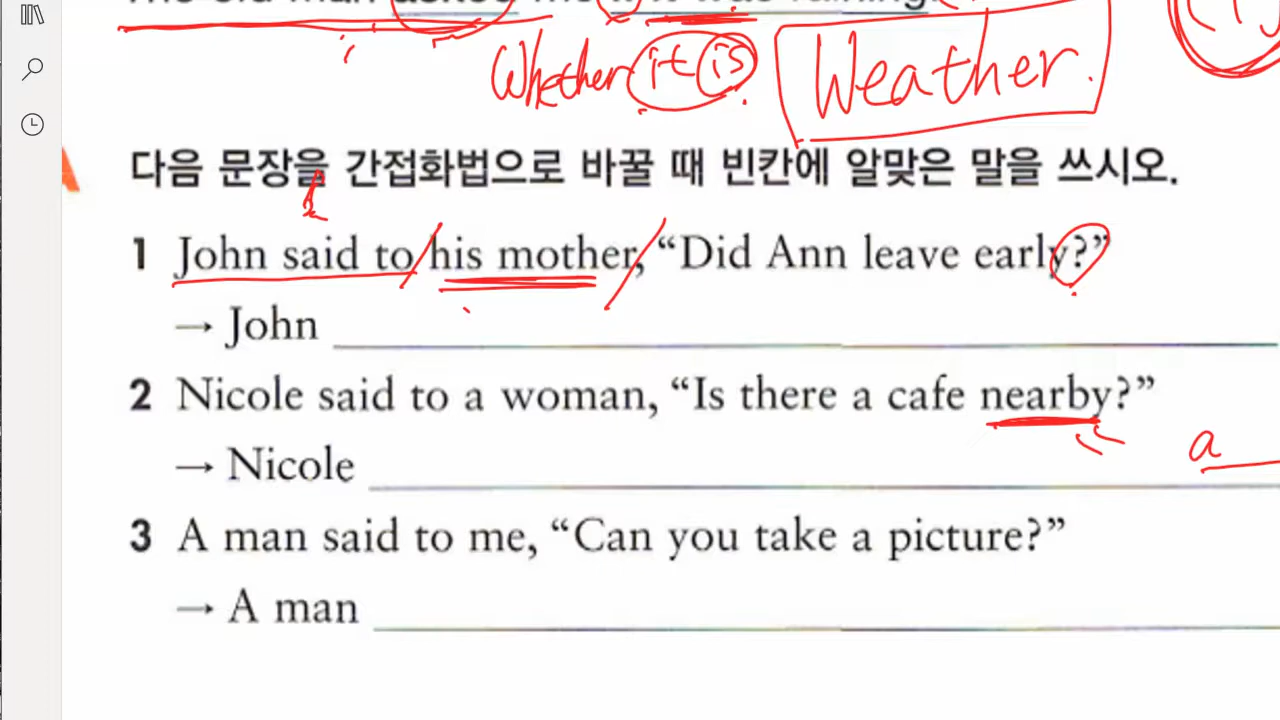 Whether it is Weather.
다음 문장을 간접화법으로 바꿀 때 빈칸에 알맞은 말을 쓰시오.
1 John said to his mother, “Did Ann leave early?”
→ John
2 Nicole said to a woman, “Is there a cafe nearby?”
a
→ Nicole
3 A man said to me, “Can you take a picture?”
→ A man